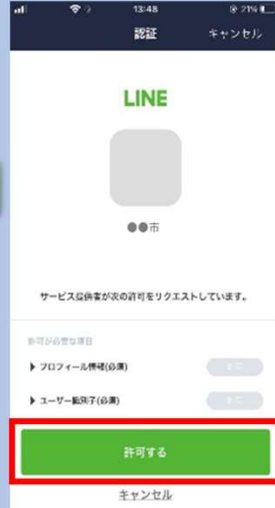 13:48
21%
認証
キャンセル
LINE
●●市
サービス提供者が次の許可をリクエストしています。
許可が必要な項目
▶ プロフィール情報(必須)
▶ ユーザー識別子(必須)
許可する
キャンセル